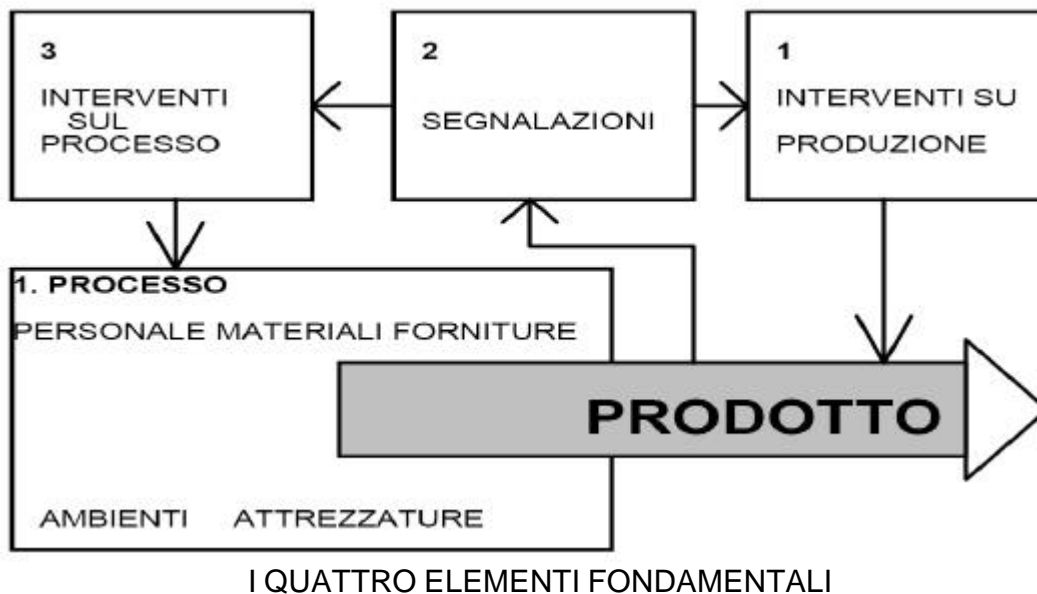 3
INTERVENTI
SUL
PROCESSO
2
SEGNALAZIONI
1
INTERVENTI SU
PRODUZIONE
1. PROCESSO
PERSONALE MATERIALI FORNITURE
PRODOTTO
AMBIENTI ATTREZZATURE
I QUATTRO ELEMENTI FONDAMENTALI